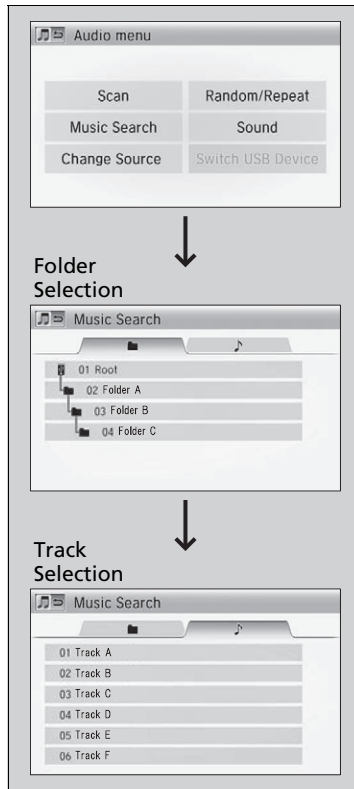 Audio menu
Scan Random/Repeat
Music Search Sound
Change Source Switch USB Device
Folder
Selection
Music Search
01 Root
02 Folder A
03 Folder B
04 Folder C
Track
Selection
Music Search
01 Track A
02 Track B
03 Track C
04 Track D
05 Track E
06 Track F